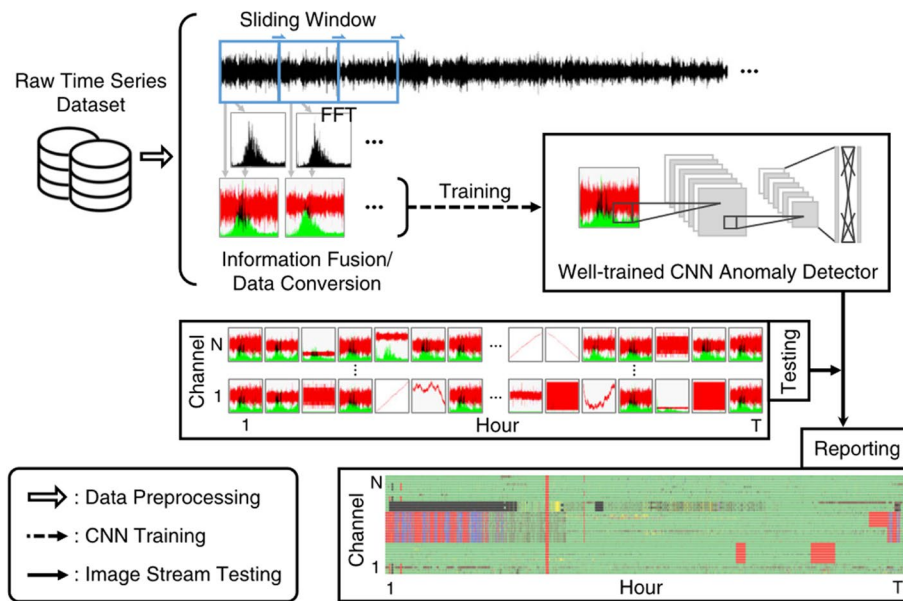 Sliding Window
Raw Time Series
Dataset
...
FFT
...
...
Training
Information Fusion/
Data Conversion
Well-trained CNN Anomaly Detector
Channel
N
...
⋮
⋮
1
...
1
Hour
T
Testing
Reporting
: Data Preprocessing
: CNN Training
: Image Stream Testing
Channel
N
1
1
Hour
T